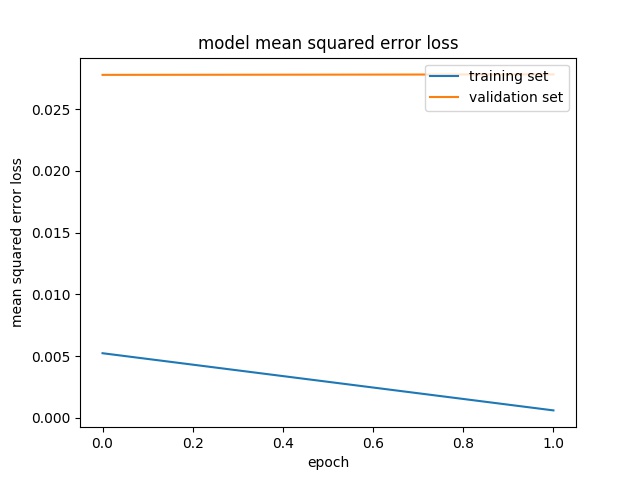 model mean squared error loss
training set
validation set
mean squared error loss
0.025
0.020
0.015
0.010
0.005
0.000
0.0 0.2 0.4 0.6 0.8 1.0
epoch